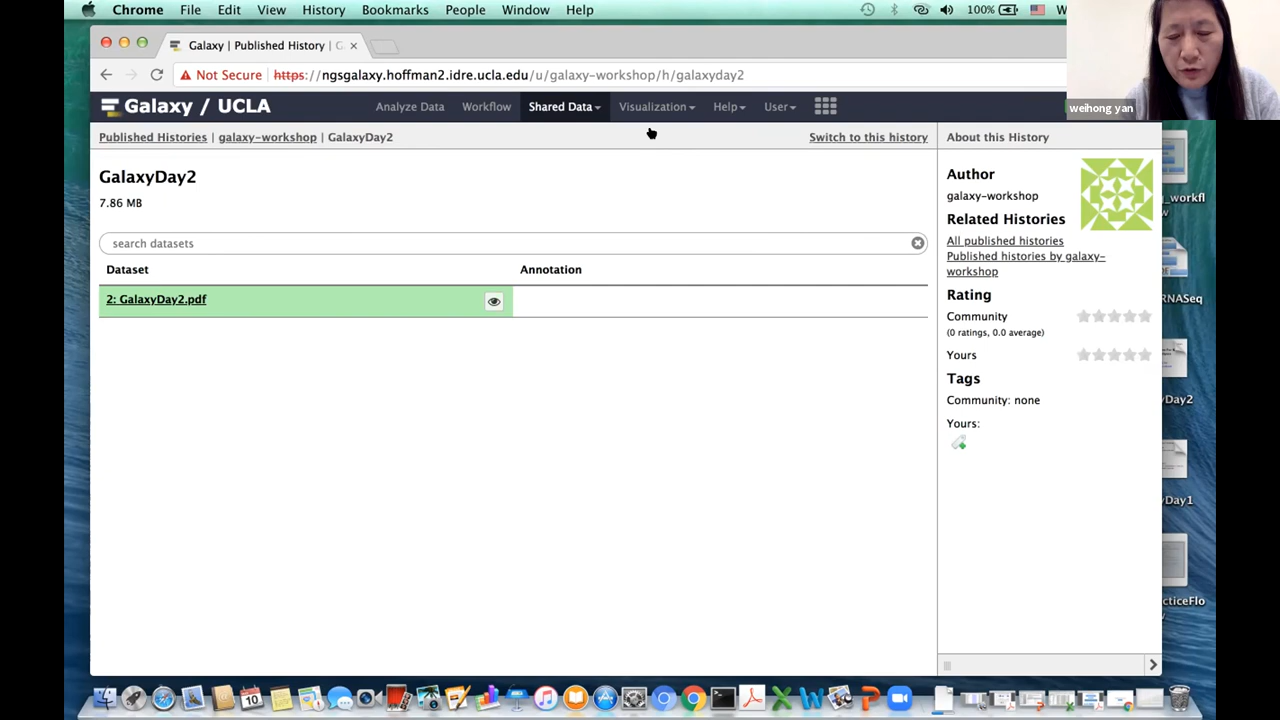 Chrome File Edit View History Bookmarks People Window Help 100%
Galaxy | Published History | G
Not Secure https://ngsgalaxy.hoffman2.idre.ucla.edu/u/galaxy-workshop/h/galaxyday2
weihong yan
Galaxy / UCLA Analyze Data Workflow Shared Data Visualization Help User
Published Histories | galaxy-workshop | GalaxyDay2 Switch to this history
About this History
GalaxyDay2
7.86 MB
search datasets
Dataset Annotation
2: GalaxyDay2.pdf
Author
galaxy-workshop
Related Histories
All published histories
Published histories by galaxy-
workshop
Rating
Community
(0 ratings, 0.0 average)
Yours
Tags
Community: none
Yours:
_workfl
w
RNASeq
yDay2
yDay1
cticeFlo
10